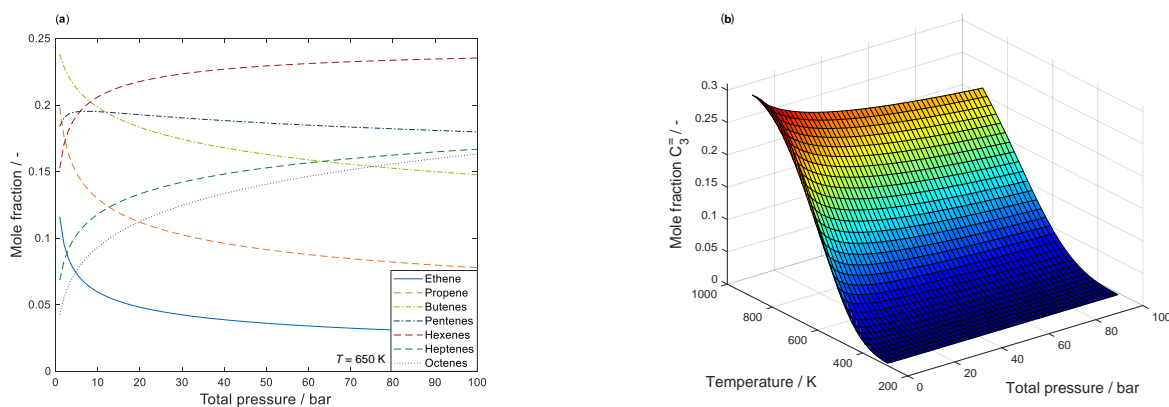 (a)
0.25
0.2
0.15
0.1
0.05
0
Mole fraction / -
0 10 20 30 40 50 60 70 80 90 100
Total pressure / bar
T = 650 K
Ethene
Propene
Butenes
Pentenes
Hexenes
Heptenes
Octenes
(b)
0.3
0.25
0.2
0.15
0.1
0.05
0
Mole fraction C3= / -
1000
800
600
400
200
Temperature / K
0
20
40
60
80
100
Total pressure / bar